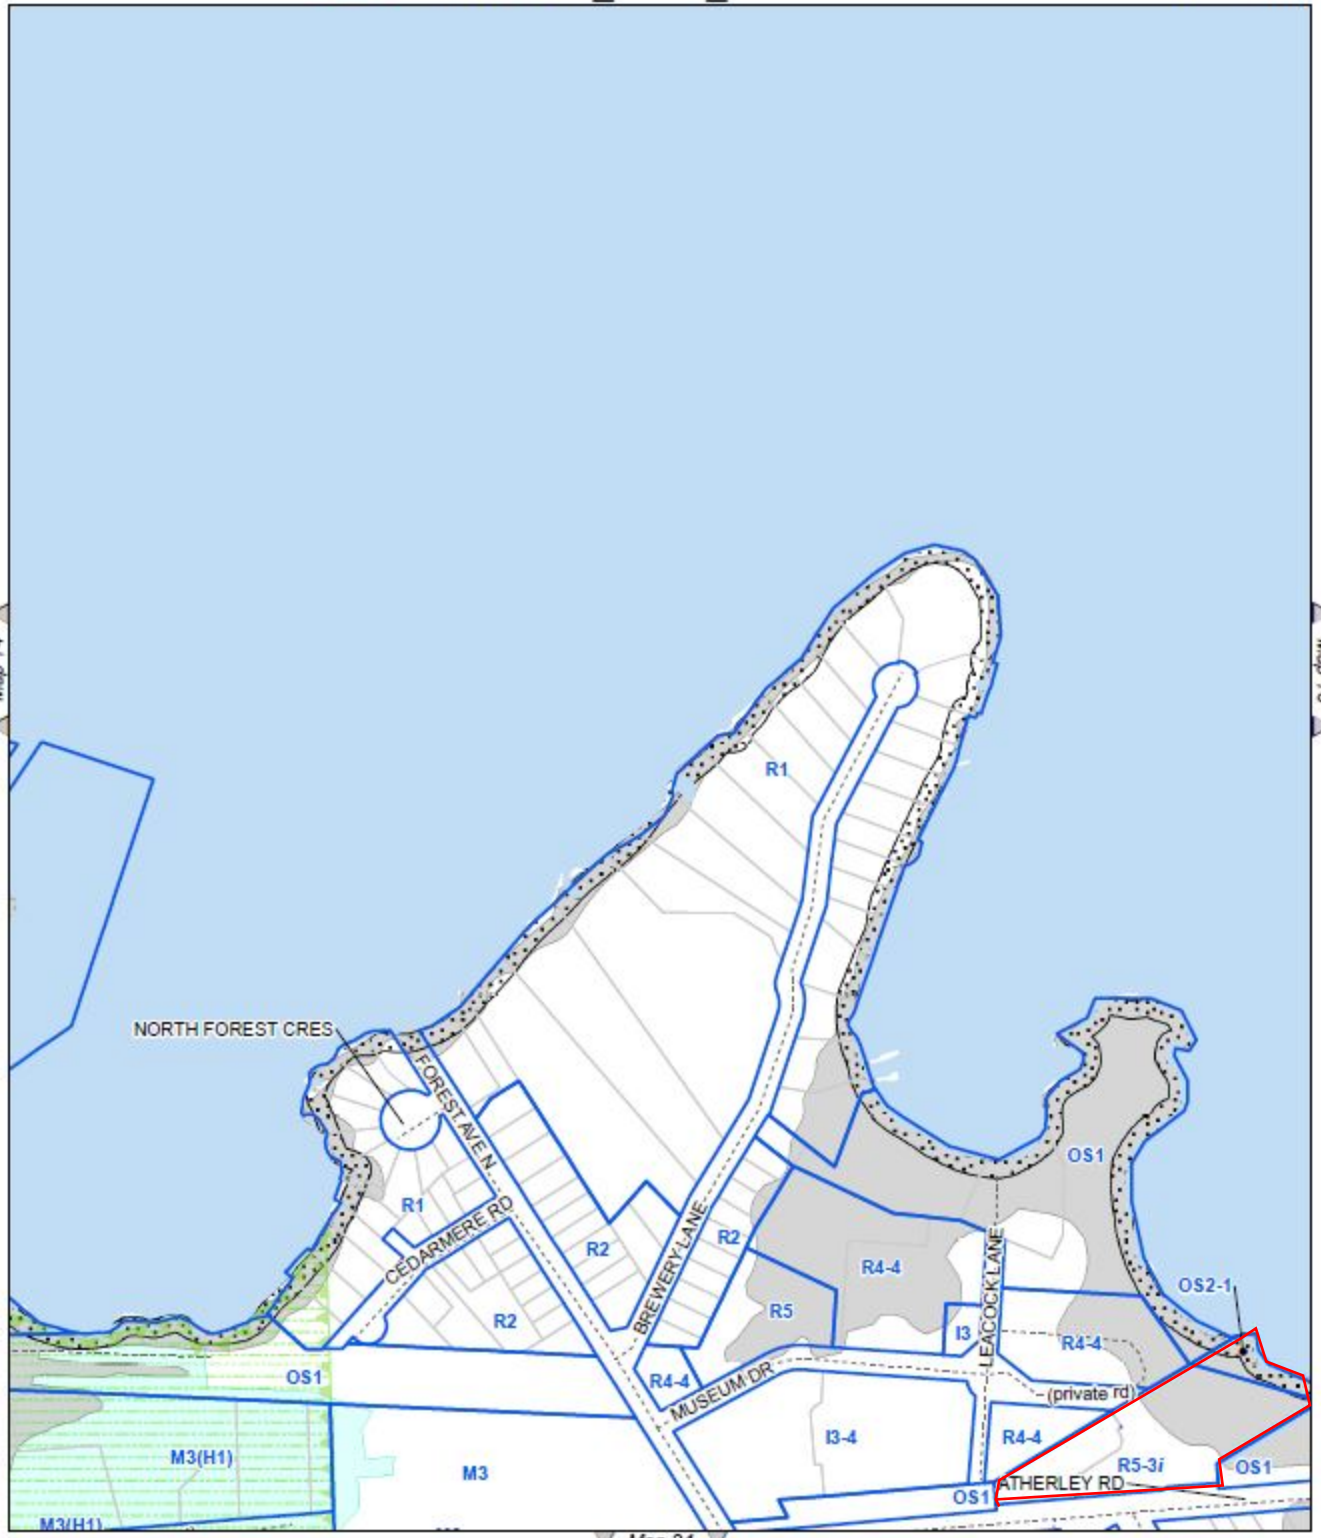 R1
NORTH FOREST CRES
FOREST AVE N
OS1
R1
CEDARMERE RD
R2
R2
BREWERY LANE
R2
R4-4
LEACOCK LANE
OS2-1
R5
I3
R4-4
OS1
R4-4
MUSEUM DR
(private rd)
M3(H1)
M3
I3-4
R4-4
R5-3i
OS1
ATHERLEY RD
OS1
M3(H1)